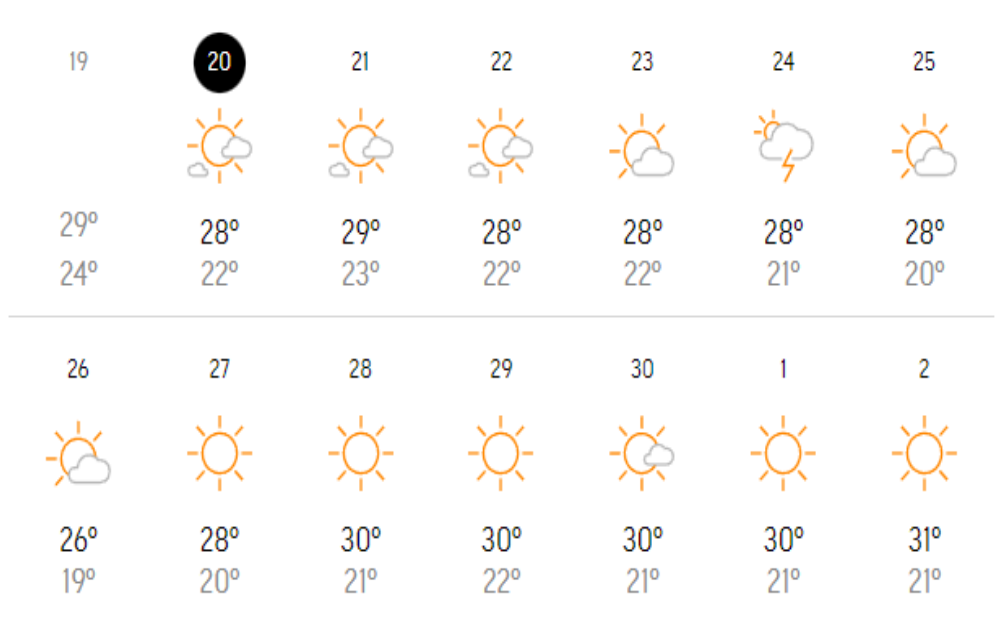 19 20 21 22 23 24 25
29º 28º 29º 28º 28º 28º 28º
24º 22º 23º 22º 22º 21º 20º
26 27 28 29 30 1 2
26º 28º 30º 30º 30º 30º 31º
19º 20º 21º 22º 21º 21º 21º